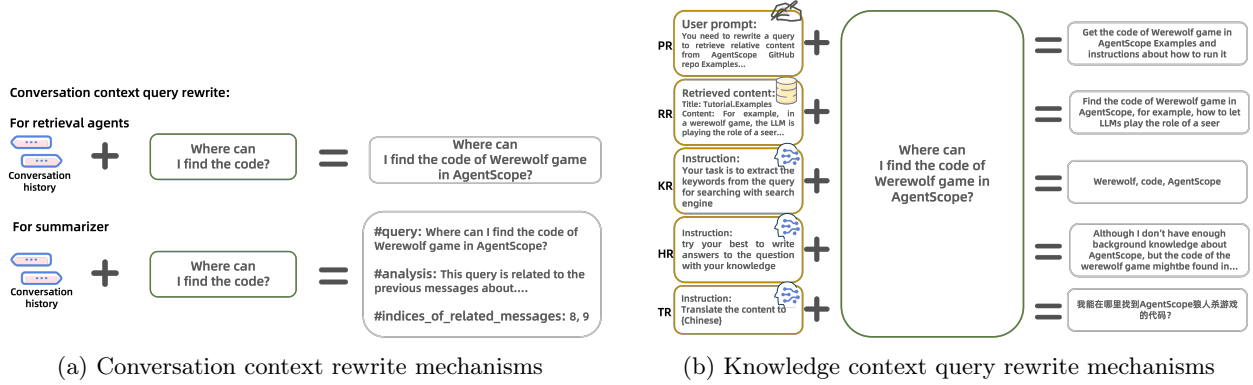 Conversation context query rewrite:
For retrieval agents
Conversation
history
Where can
I find the code?
Where can
I find the code of Werewolf game
in AgentScope?
For summarizer
Conversation
history
Where can
I find the code?
#query: Where can I find the code of
Werewolf game in AgentScope?
#analysis: This query is related to the
previous messages about....
#indices_of_related_messages: 8, 9
(a) Conversation context rewrite mechanisms
PR
User prompt:
You need to rewrite a query
to retrieve relative content
from AgentScope GitHub
repo Examples...
Get the code of Werewolf game in
AgentScope Examples and
instructions about how to run it
RR
Retrieved content:
Title: Tutorial.Examples
Content: For example, in
a werewolf game, the LLM is
playing the role of a seer...
Find the code of Werewolf game in
AgentScope, for example, how to let
LLMs play the role of a seer
KR
Instruction:
Your task is to extract the
keywords from the query
for searching with search
engine
Where can
I find the code of
Werewolf game in
AgentScope?
Werewolf, code, AgentScope
HR
Instruction:
try your best to write
answers to the question
with your knowledge
Although I don't have enough
background knowledge about
AgentScope, but the code of the
werewolf game mightbe found in...
TR
Instruction:
Translate the content to
{Chinese}
我能在哪里找到AgentScope狼人杀游戏
的代码?
(b) Knowledge context query rewrite mechanisms